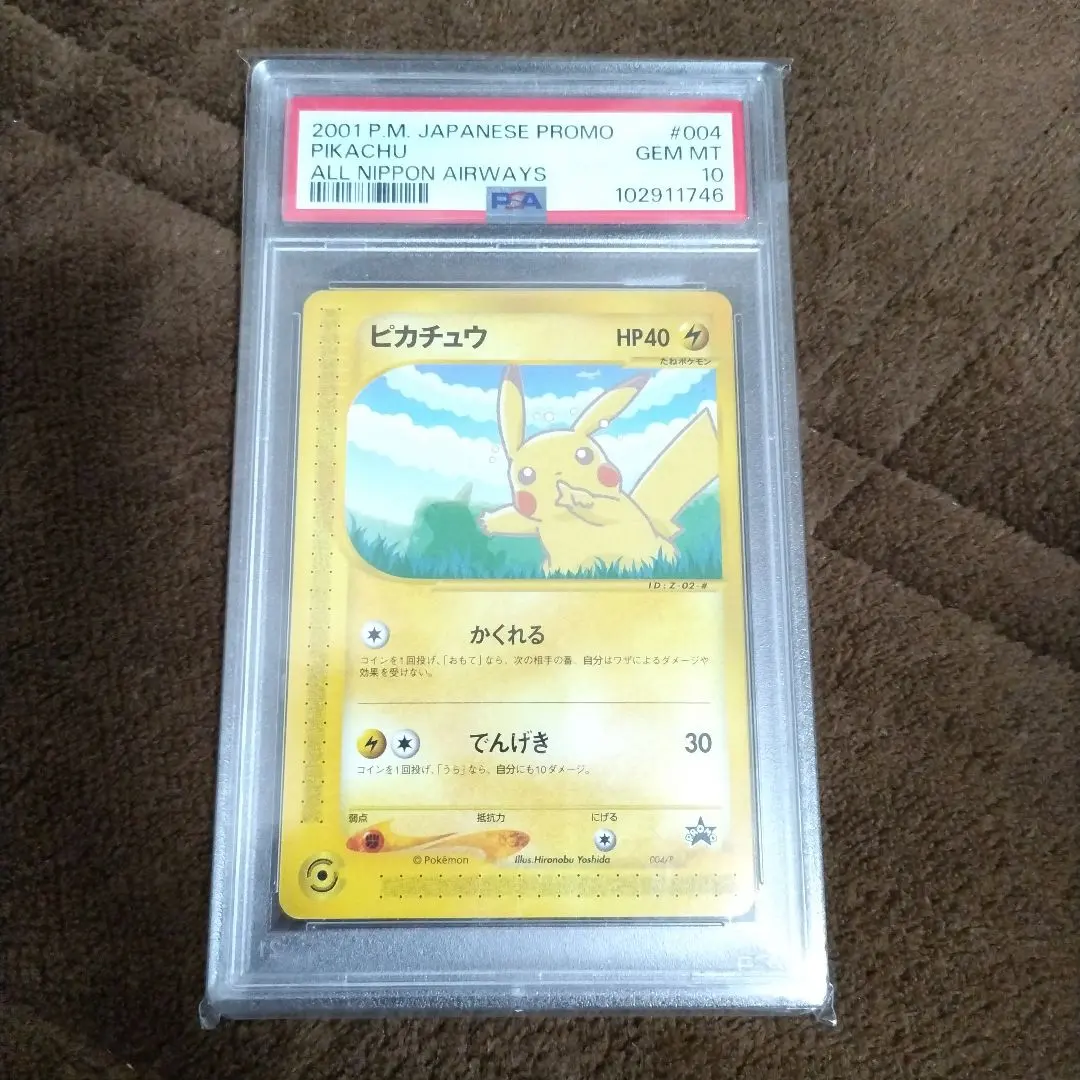 2001 P.M. JAPANESE PROMO #004
PIKACHU GEM MT
ALL NIPPON AIRWAYS 10
PSA 102911746
ピカチュウ HP40
たねポケモン
ID:Z-02-#
かくれる
コインを1回投げ、「おもて」なら、次の相手の番、自分はワザによるダメージや
効果を受けない。
でんげき 30
コインを1回投げ、「うら」なら、自分にも10ダメージ。
弱点 抵抗力 にげる
PROMO
© Pokémon Illus.Hironobu Yoshida 004/P